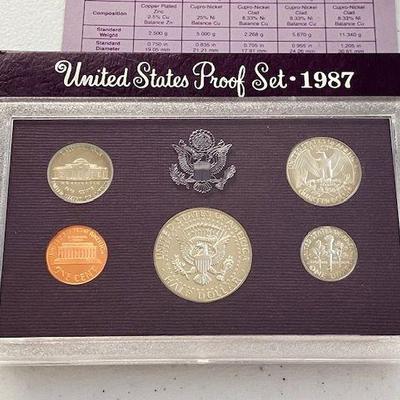 Composition
Copper Plated Zinc 2.5% Cu Balance Zn
Cupro-Nickel 25% Ni Balance Cu
Cupro-Nickel Clad 8.33% Ni Balance Cu
Cupro-Nickel Clad 8.33% Ni Balance Cu
Cupro-Nickel Clad 8.33% Ni Balance Cu
Standard Weight 2.500 g 5.000 g 2.268 g 5.670 g 11.340 g
Standard Diameter 0.750 in. 19.05 mm 0.835 in. 21.21 mm 0.705 in. 17.91 mm 0.955 in. 24.26 mm 1.205 in. 30.61 mm
United States Proof Set · 1987
ONE CENT
HALF DOLLAR